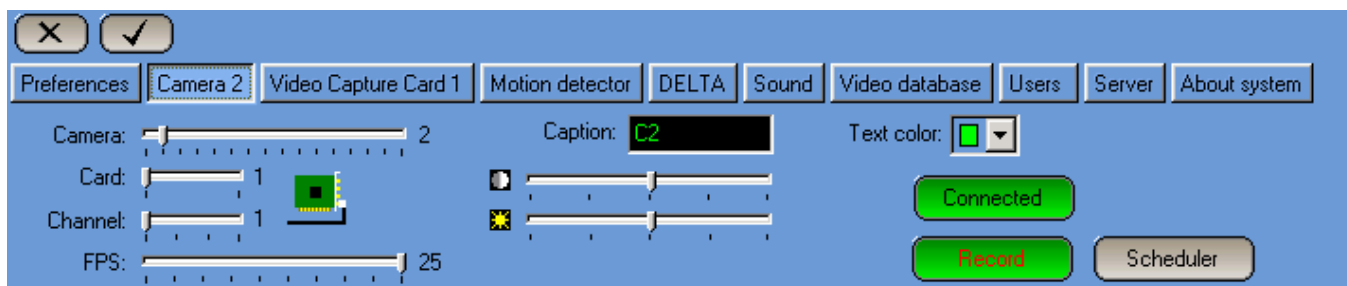 Preferences Camera 2 Video Capture Card 1 Motion detector DELTA Sound Video database Users Server About system
Camera: 2 Caption: C2 Text color:
Card: 1
Connected
Channel: 1
FPS: 25 Record Scheduler